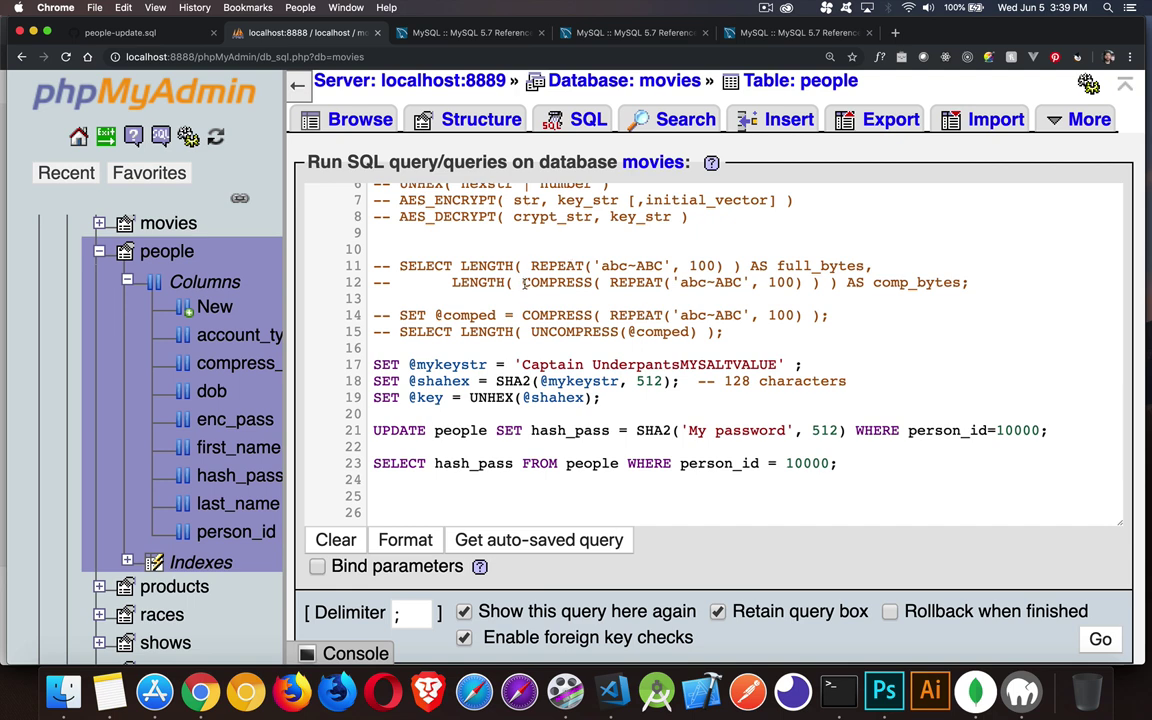 Chrome File Edit View History Bookmarks People Window Help 100% Wed Jun 5 3:39 PM
people-update.sql
localhost:8888 / localhost / mo
MySQL :: MySQL 5.7 Reference
MySQL :: MySQL 5.7 Reference
MySQL :: MySQL 5.7 Reference
localhost:8888/phpMyAdmin/db_sql.php?db=movies
phpMyAdmin
Recent Favorites
movies
people
Columns
New
account_ty
compress_
dob
enc_pass
first_name
hash_pass
last_name
person_id
Indexes
products
races
shows
Server: localhost:8889 » Database: movies » Table: people
Browse Structure SQL Search Insert Export Import More
Run SQL query/queries on database movies:
6 -- UNHEX( hexstr | number )
7 -- AES_ENCRYPT( str, key_str [,initial_vector] )
8 -- AES_DECRYPT( crypt_str, key_str )
9
10
11 -- SELECT LENGTH( REPEAT('abc~ABC', 100) ) AS full_bytes,
12 -- LENGTH( COMPRESS( REPEAT('abc~ABC', 100) ) ) AS comp_bytes;
13
14 -- SET @comped = COMPRESS( REPEAT('abc~ABC', 100) );
15 -- SELECT LENGTH( UNCOMPRESS(@comped) );
16
17 SET @mykeystr = 'Captain UnderpantsMYSALTVALUE' ;
18 SET @shahex = SHA2(@mykeystr, 512); -- 128 characters
19 SET @key = UNHEX(@shahex);
20
21 UPDATE people SET hash_pass = SHA2('My password', 512) WHERE person_id=10000;
22
23 SELECT hash_pass FROM people WHERE person_id = 10000;
24
25
26
Clear Format Get auto-saved query
Bind parameters
[ Delimiter ; ] Show this query here again Retain query box Rollback when finished
Enable foreign key checks
Go
Console
Ps Ai